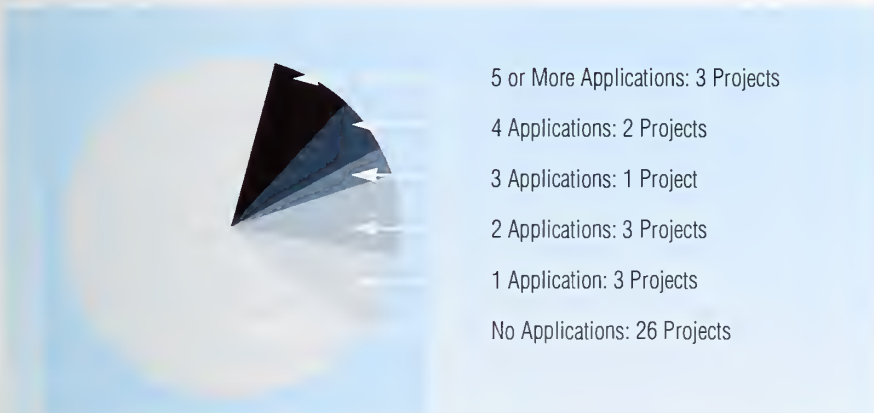 5 or More Applications: 3 Projects
4 Applications: 2 Projects
3 Applications: 1 Project
2 Applications: 3 Projects
1 Application: 3 Projects
No Applications: 26 Projects